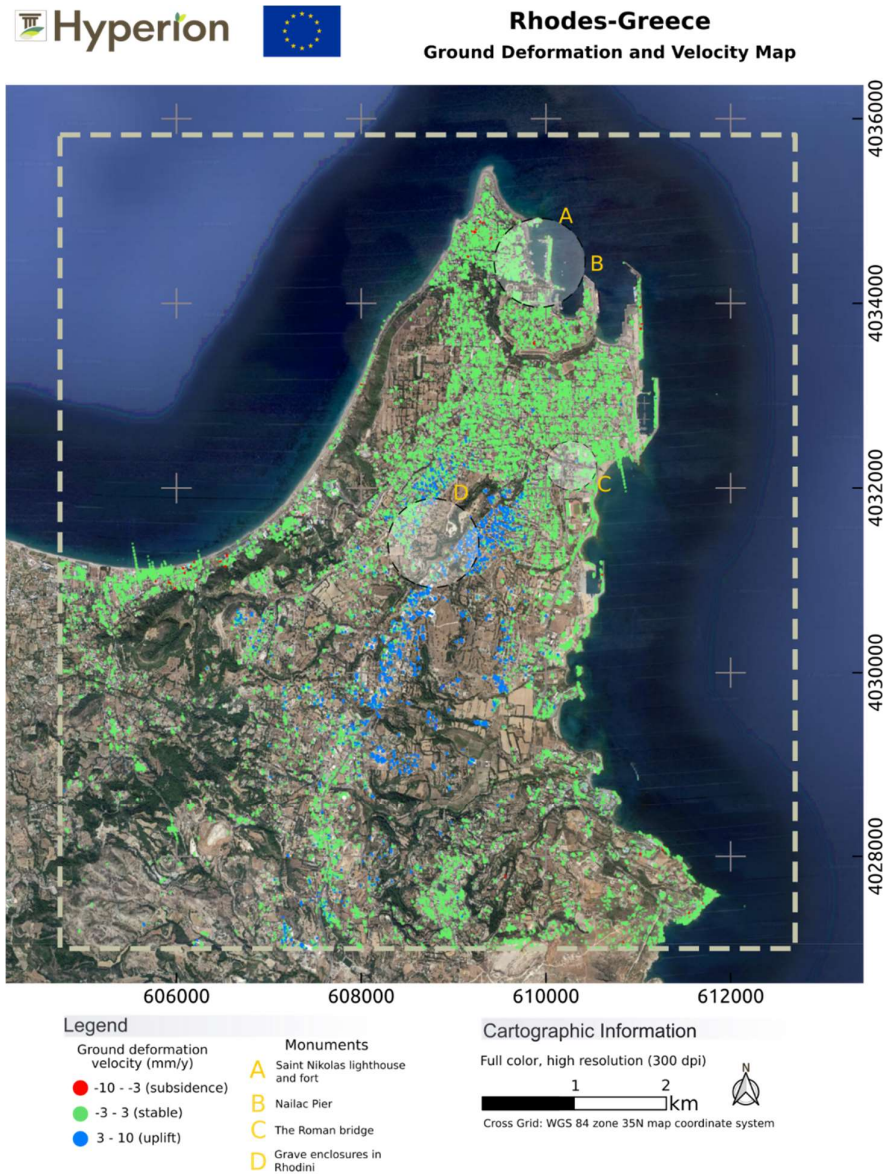 Hyperion
Rhodes-Greece
Ground Deformation and Velocity Map
A
B
C
D
4036000
4034000
4032000
4030000
4028000
606000
608000
610000
612000
Legend
Ground deformation
velocity (mm/y)
-10 - -3 (subsidence)
-3 - 3 (stable)
3 - 10 (uplift)
Monuments
A Saint Nikolas lighthouse
and fort
B Nailac Pier
C The Roman bridge
D Grave enclosures in
Rhodini
Cartographic Information
Full color, high resolution (300 dpi)
1 2
km
N
Cross Grid: WGS 84 zone 35N map coordinate system